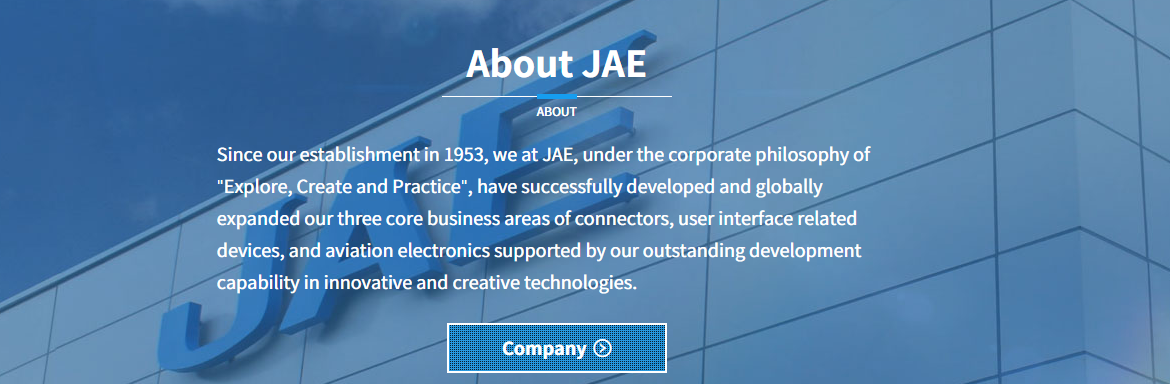 About JAE
ABOUT
Since our establishment in 1953, we at JAE, under the corporate philosophy of
"Explore, Create and Practice", have successfully developed and globally
expanded our three core business areas of connectors, user interface related
devices, and aviation electronics supported by our outstanding development
capability in innovative and creative technologies.
JAE
Company